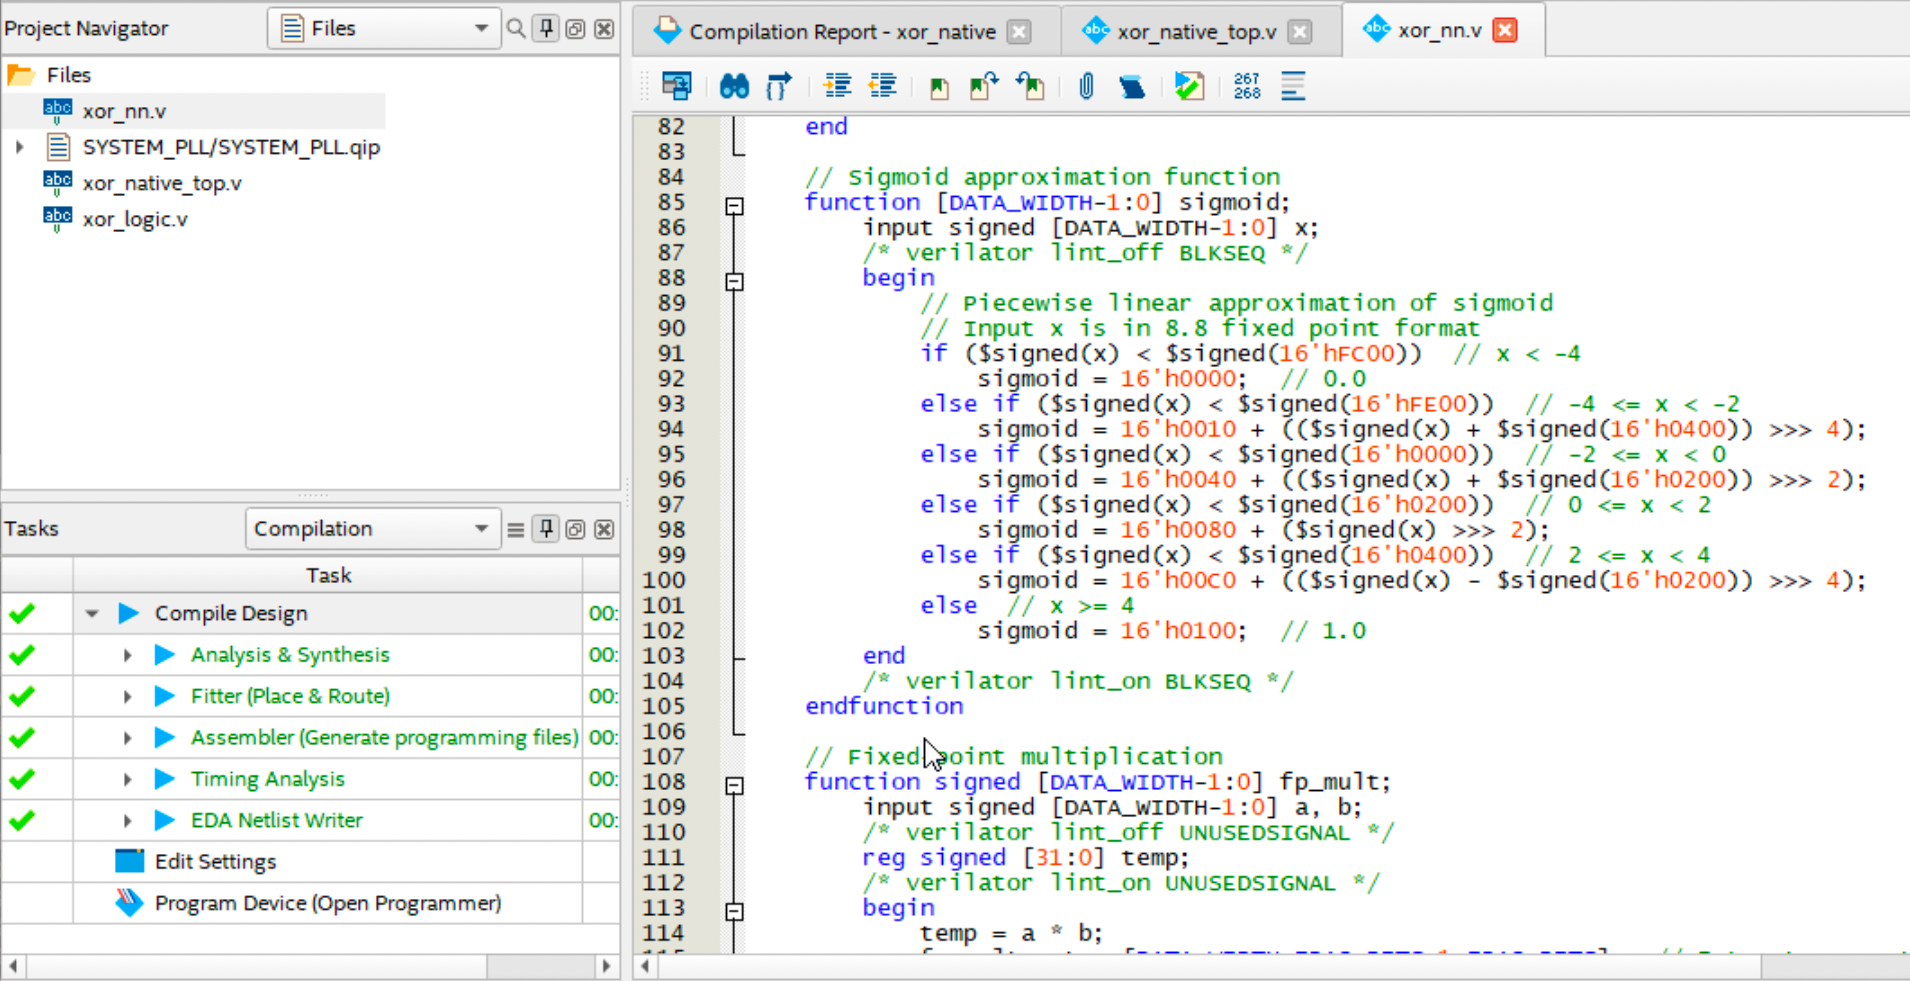 Project Navigator
Files
Files
xor_nn.v
SYSTEM_PLL/SYSTEM_PLL.qip
xor_native_top.v
xor_logic.v
Tasks
Compilation
Task
Compile Design 00:
Analysis & Synthesis 00:
Fitter (Place & Route) 00:
Assembler (Generate programming files) 00:
Timing Analysis 00:
EDA Netlist Writer 00:
Edit Settings
Program Device (Open Programmer)
Compilation Report - xor_native
xor_native_top.v
xor_nn.v
267
268
82 end
83
84 // Sigmoid approximation function
85 function [DATA_WIDTH-1:0] sigmoid;
86 input signed [DATA_WIDTH-1:0] x;
87 /* verilator lint_off BLKSEQ */
88 begin
89 // Piecewise linear approximation of sigmoid
90 // Input x is in 8.8 fixed point format
91 if ($signed(x) < $signed(16'hFC00)) // x < -4
92 sigmoid = 16'h0000; // 0.0
93 else if ($signed(x) < $signed(16'hFE00)) // -4 <= x < -2
94 sigmoid = 16'h0010 + (($signed(x) + $signed(16'h0400)) >>> 4);
95 else if ($signed(x) < $signed(16'h0000)) // -2 <= x < 0
96 sigmoid = 16'h0040 + (($signed(x) + $signed(16'h0200)) >>> 2);
97 else if ($signed(x) < $signed(16'h0200)) // 0 <= x < 2
98 sigmoid = 16'h0080 + ($signed(x) >>> 2);
99 else if ($signed(x) < $signed(16'h0400)) // 2 <= x < 4
100 sigmoid = 16'h00C0 + (($signed(x) - $signed(16'h0200)) >>> 4);
101 else // x >= 4
102 sigmoid = 16'h0100; // 1.0
103 end
104 /* verilator lint_on BLKSEQ */
105 endfunction
106
107 // Fixed point multiplication
108 function signed [DATA_WIDTH-1:0] fp_mult;
109 input signed [DATA_WIDTH-1:0] a, b;
110 /* verilator lint_off UNUSEDSIGNAL */
111 reg signed [31:0] temp;
112 /* verilator lint_on UNUSEDSIGNAL */
113 begin
114 temp = a * b;